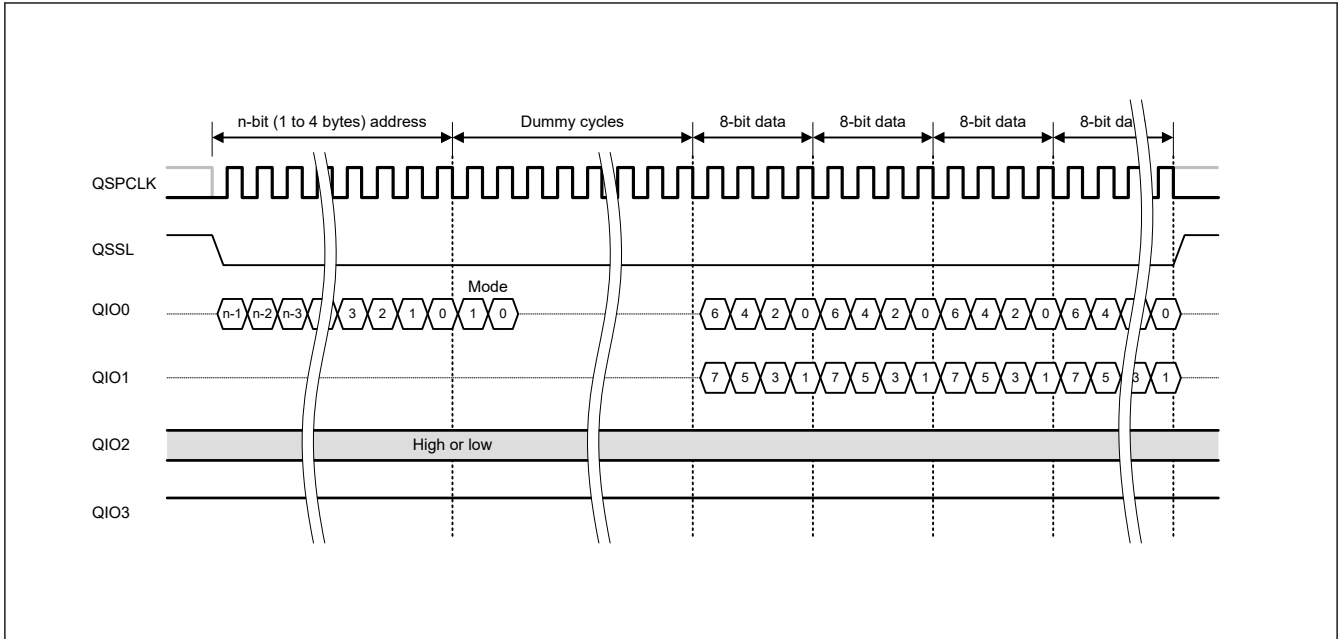 n-bit (1 to 4 bytes) address Dummy cycles 8-bit data 8-bit data 8-bit data 8-bit da
QSPCLK
QSSL
Mode
QIO0 n-1 n-2 n-3 3 2 1 0 1 0 6 4 2 0 6 4 2 0 6 4 2 0 6 4 0
QIO1 7 5 3 1 7 5 3 1 7 5 3 1 7 5 3 1
QIO2 High or low
QIO3